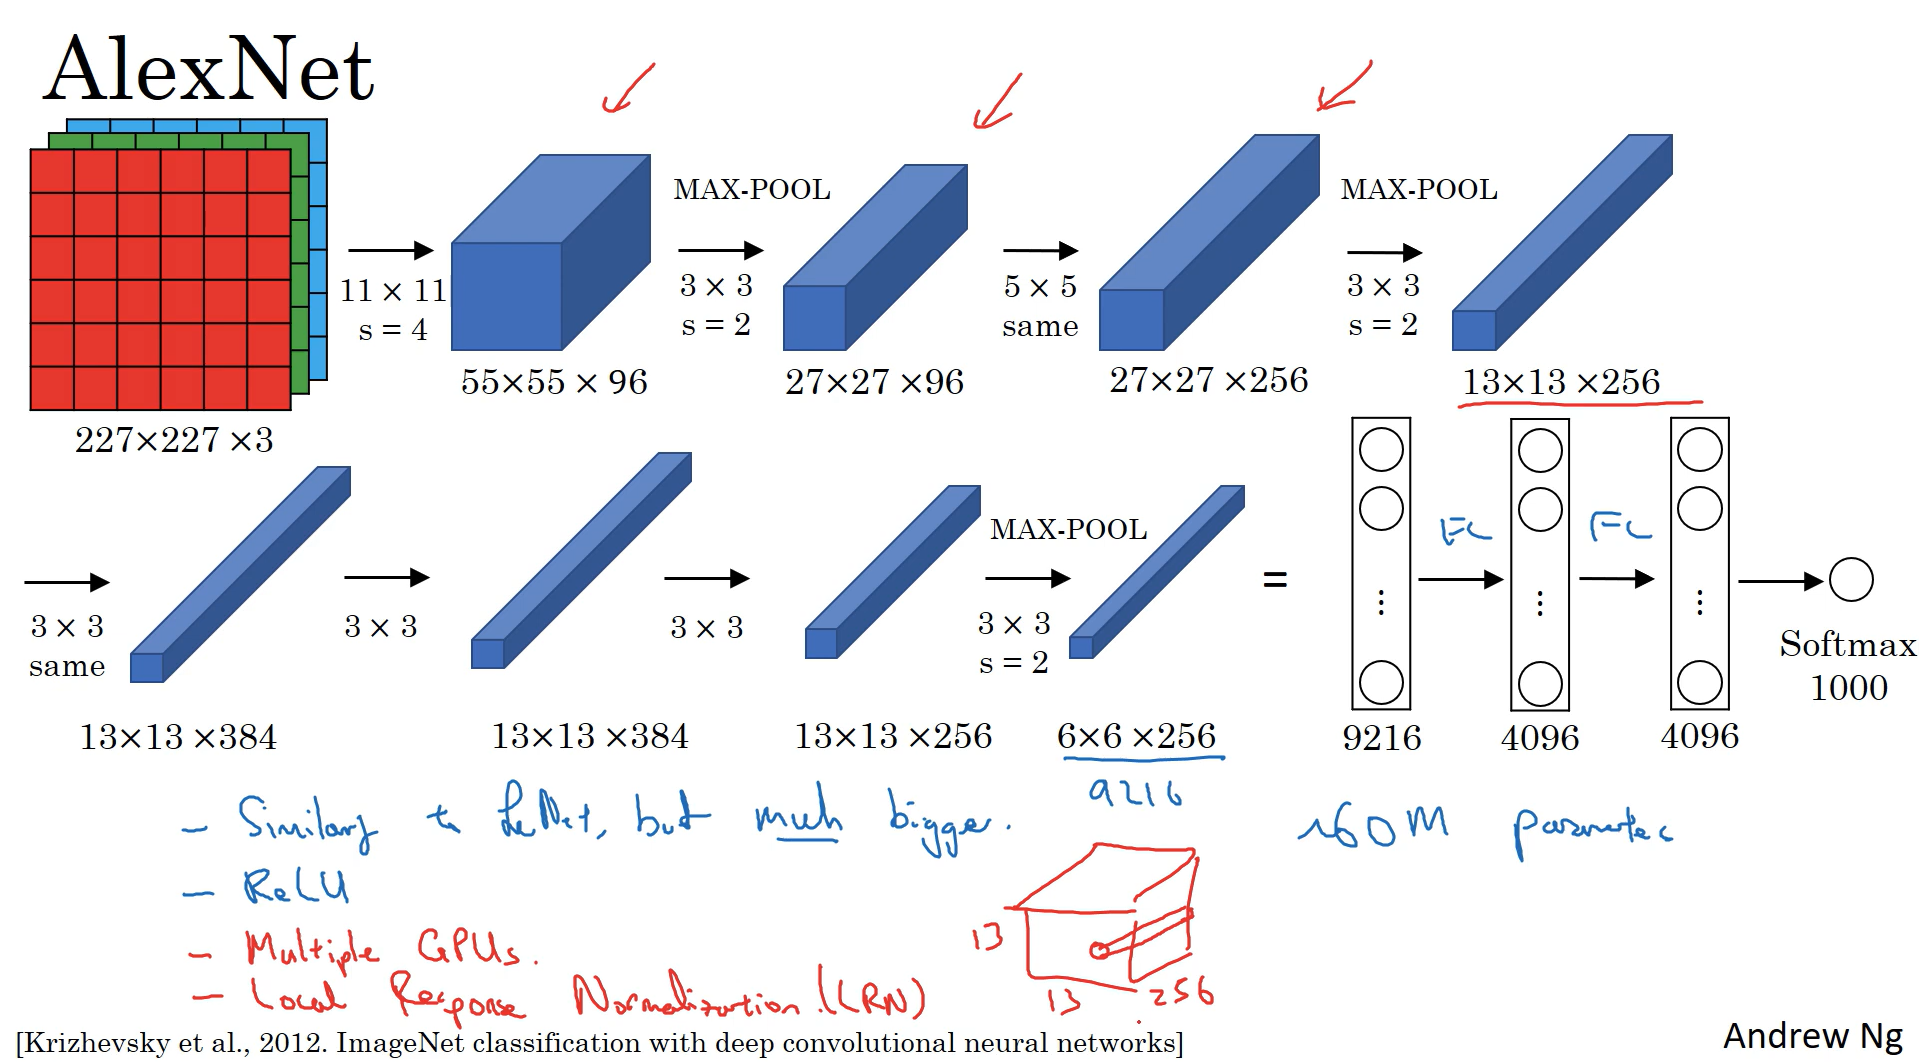 AlexNet
MAX-POOL
MAX-POOL
11 × 11
s = 4
3 × 3
s = 2
5 × 5
same
3 × 3
s = 2
55×55 × 96
27×27 ×96
27×27 ×256
13×13 ×256
227×227 ×3
FC
FC
MAX-POOL
=
3 × 3
same
3 × 3
3 × 3
3 × 3
s = 2
⋮
⋮
⋮
Softmax
1000
13×13 ×384
13×13 ×384
13×13 ×256
6×6 ×256
9216
4096
4096
9216
- Similary to LeNet, but much bigger.
~60M
- ReLU
- Multiple GPUs.
- Local Response Normalization (LRN)
13
13
256
[Krizhevsky et al., 2012. ImageNet classification with deep convolutional neural networks]
Andrew Ng